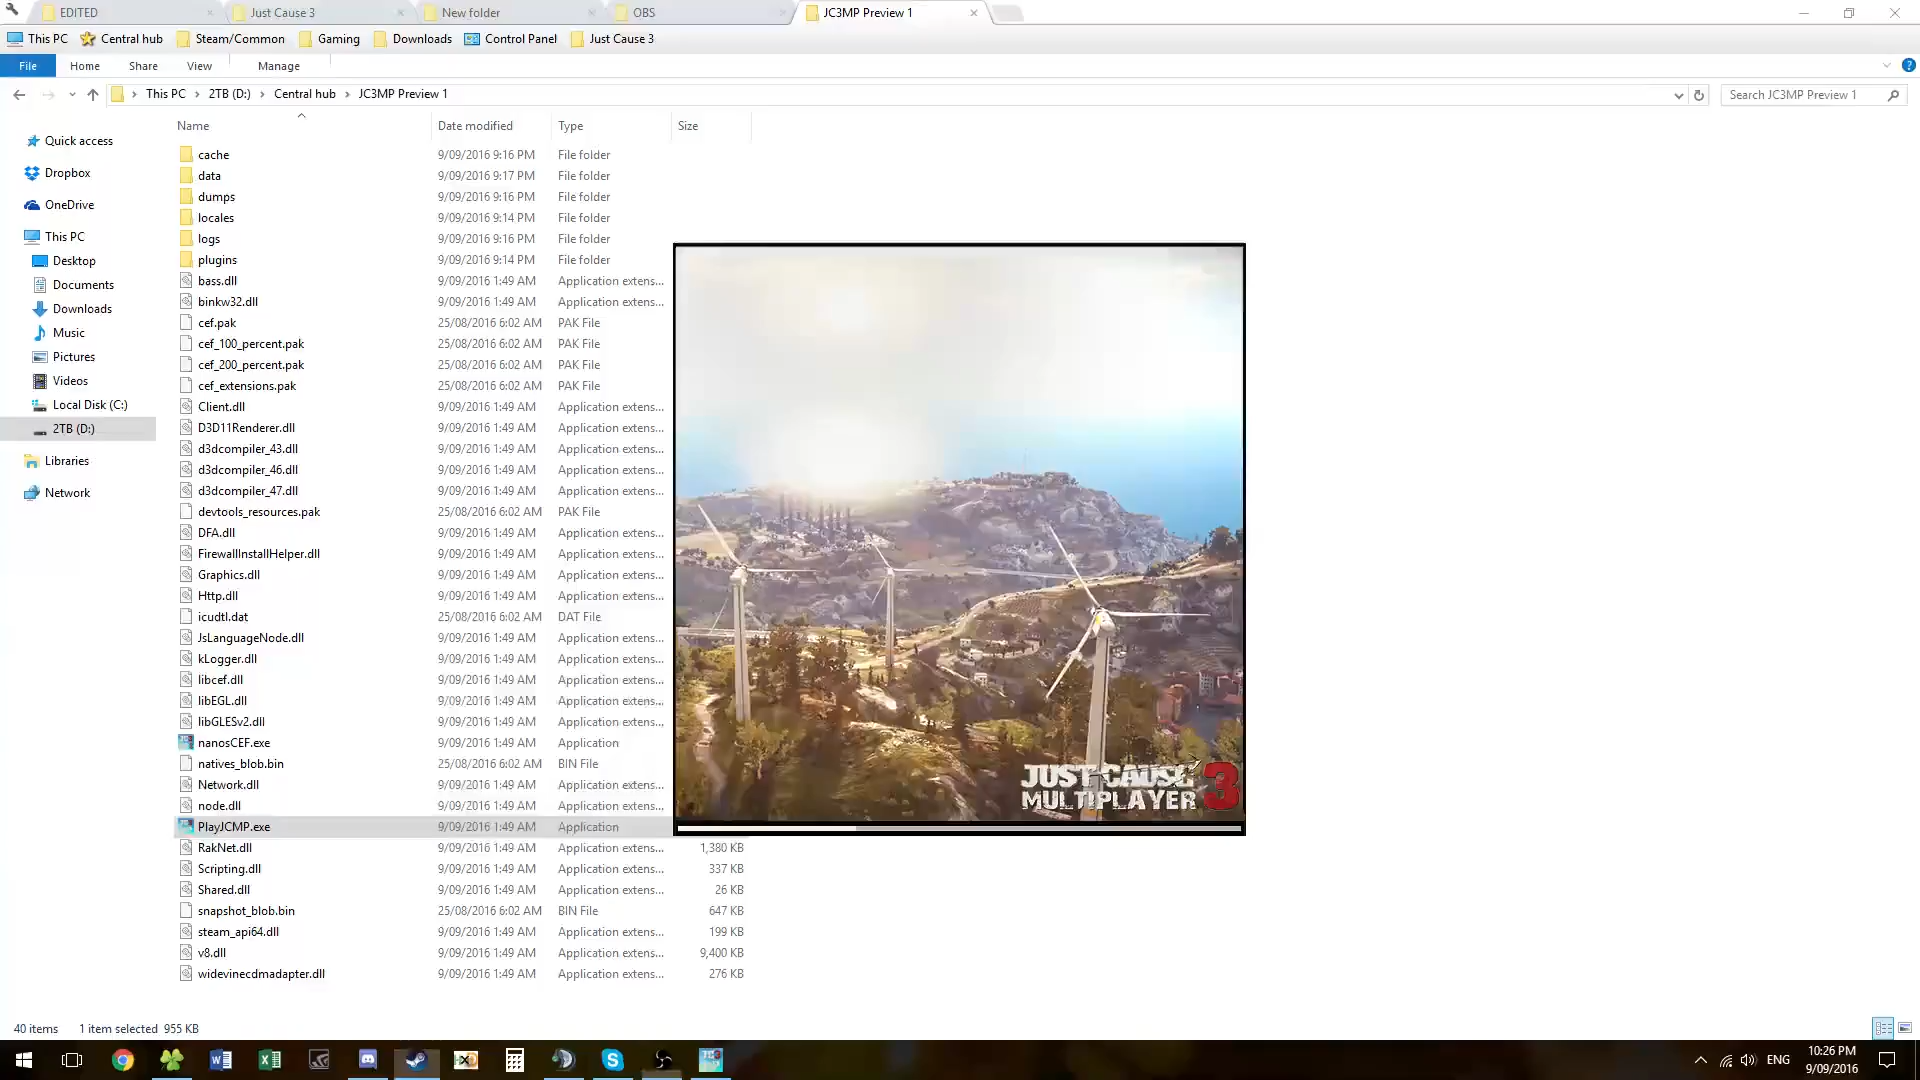 EDITED
Just Cause 3
New folder
OBS
JC3MP Preview 1
This PC
Central hub
Steam/Common
Gaming
Downloads
Control Panel
Just Cause 3
File
Home
Share
View
Manage
This PC
2TB (D:)
Central hub
JC3MP Preview 1
Search JC3MP Preview 1
Quick access
Dropbox
OneDrive
This PC
Desktop
Documents
Downloads
Music
Pictures
Videos
Local Disk (C:)
2TB (D:)
Libraries
Network
Name Date modified Type Size
cache 9/09/2016 9:16 PM File folder
data 9/09/2016 9:17 PM File folder
dumps 9/09/2016 9:16 PM File folder
locales 9/09/2016 9:14 PM File folder
logs 9/09/2016 9:16 PM File folder
plugins 9/09/2016 9:14 PM File folder
bass.dll 9/09/2016 1:49 AM Application extens...
binkw32.dll 9/09/2016 1:49 AM Application extens...
cef.pak 25/08/2016 6:02 AM PAK File
cef_100_percent.pak 25/08/2016 6:02 AM PAK File
cef_200_percent.pak 25/08/2016 6:02 AM PAK File
cef_extensions.pak 25/08/2016 6:02 AM PAK File
Client.dll 9/09/2016 1:49 AM Application extens...
D3D11Renderer.dll 9/09/2016 1:49 AM Application extens...
d3dcompiler_43.dll 9/09/2016 1:49 AM Application extens...
d3dcompiler_46.dll 9/09/2016 1:49 AM Application extens...
d3dcompiler_47.dll 9/09/2016 1:49 AM Application extens...
devtools_resources.pak 25/08/2016 6:02 AM PAK File
DFA.dll 9/09/2016 1:49 AM Application extens...
FirewallInstallHelper.dll 9/09/2016 1:49 AM Application extens...
Graphics.dll 9/09/2016 1:49 AM Application extens...
Http.dll 9/09/2016 1:49 AM Application extens...
icudtl.dat 25/08/2016 6:02 AM DAT File
JsLanguageNode.dll 9/09/2016 1:49 AM Application extens...
kLogger.dll 9/09/2016 1:49 AM Application extens...
libcef.dll 9/09/2016 1:49 AM Application extens...
libEGL.dll 9/09/2016 1:49 AM Application extens...
libGLESv2.dll 9/09/2016 1:49 AM Application extens...
nanosCEF.exe 9/09/2016 1:49 AM Application
natives_blob.bin 25/08/2016 6:02 AM BIN File
Network.dll 9/09/2016 1:49 AM Application extens...
node.dll 9/09/2016 1:49 AM Application extens...
PlayJCMP.exe 9/09/2016 1:49 AM Application
RakNet.dll 9/09/2016 1:49 AM Application extens... 1,380 KB
Scripting.dll 9/09/2016 1:49 AM Application extens... 337 KB
Shared.dll 9/09/2016 1:49 AM Application extens... 26 KB
snapshot_blob.bin 25/08/2016 6:02 AM BIN File 647 KB
steam_api64.dll 9/09/2016 1:49 AM Application extens... 199 KB
v8.dll 9/09/2016 1:49 AM Application extens... 9,400 KB
widevinecdmadapter.dll 9/09/2016 1:49 AM Application extens... 276 KB
JUST CAUSE 3
MULTIPLAYER
40 items 1 item selected 955 KB
ENG
10:26 PM
9/09/2016